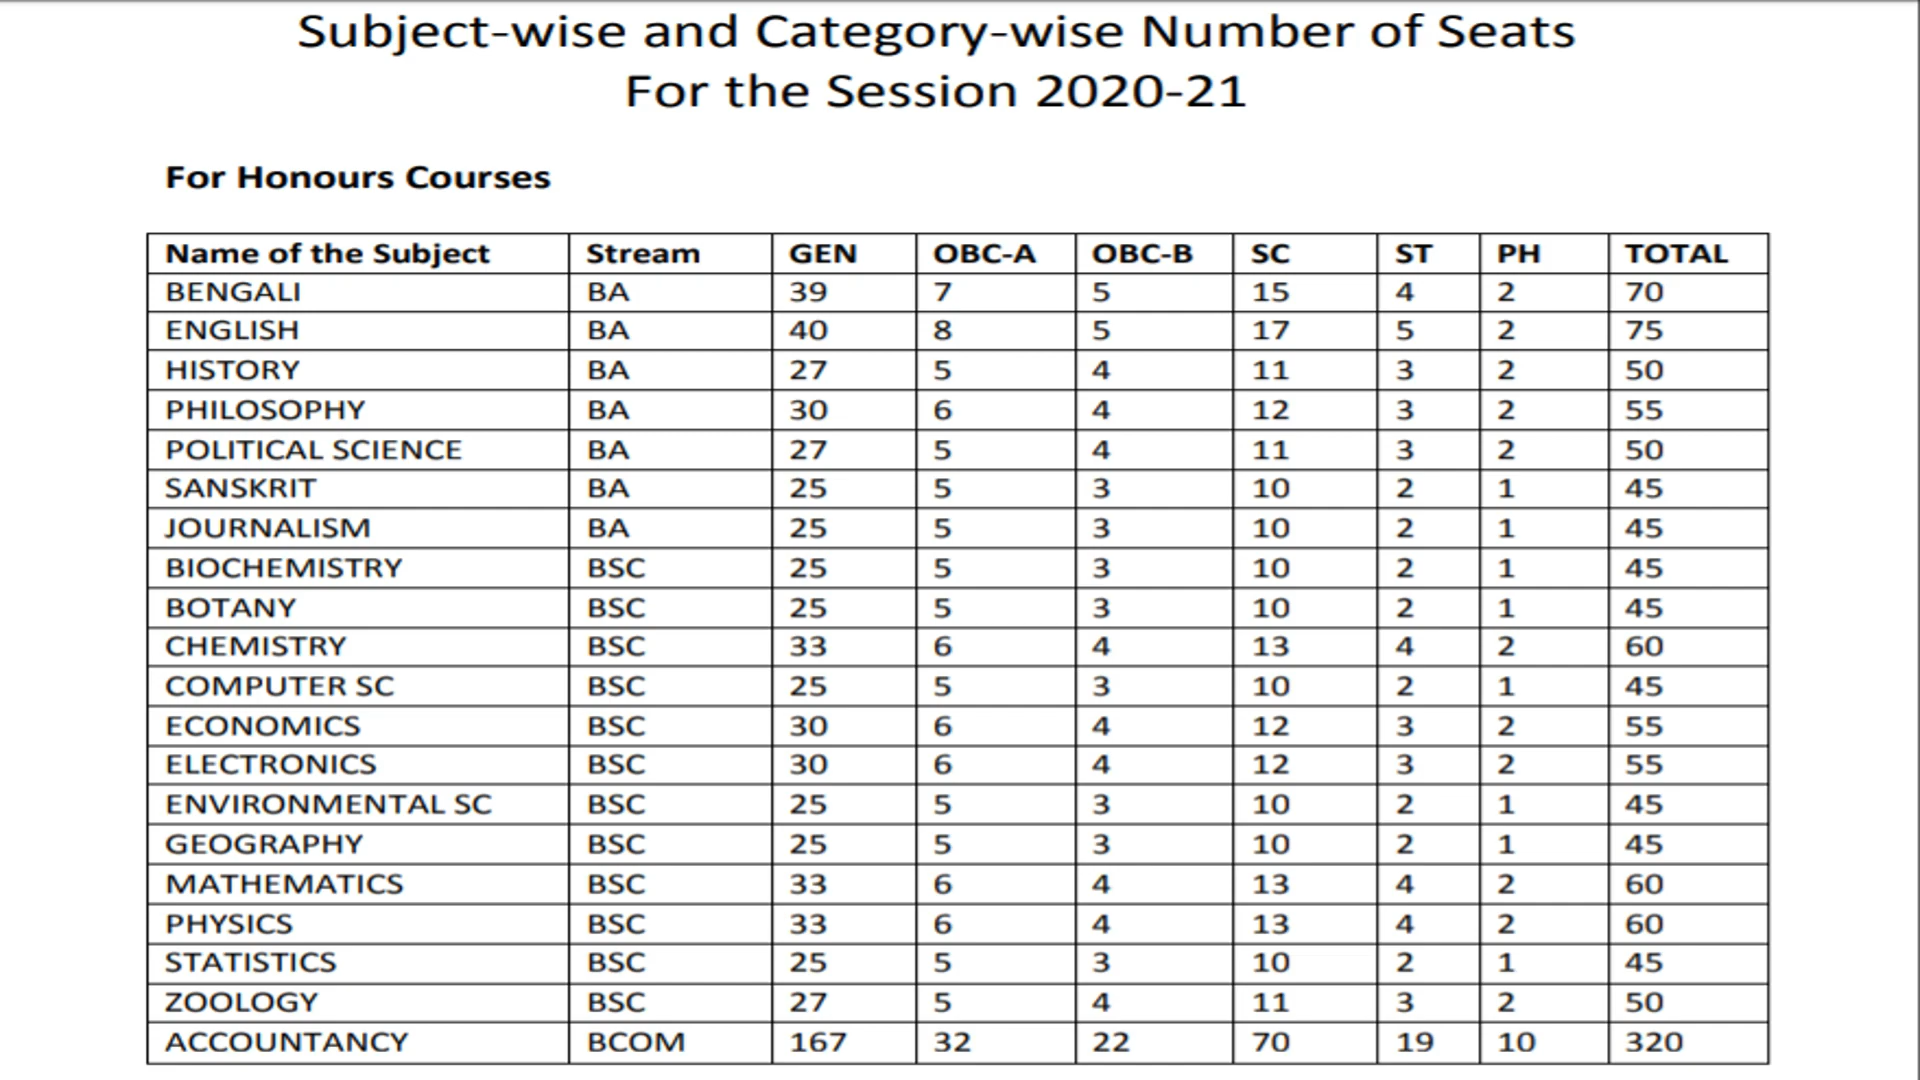 Subject-wise and Category-wise Number of Seats
For the Session 2020-21
For Honours Courses
Name of the Subject Stream GEN OBC-A OBC-B SC ST PH TOTAL
BENGALI BA 39 7 5 15 4 2 70
ENGLISH BA 40 8 5 17 5 2 75
HISTORY BA 27 5 4 11 3 2 50
PHILOSOPHY BA 30 6 4 12 3 2 55
POLITICAL SCIENCE BA 27 5 4 11 3 2 50
SANSKRIT BA 25 5 3 10 2 1 45
JOURNALISM BA 25 5 3 10 2 1 45
BIOCHEMISTRY BSC 25 5 3 10 2 1 45
BOTANY BSC 25 5 3 10 2 1 45
CHEMISTRY BSC 33 6 4 13 4 2 60
COMPUTER SC BSC 25 5 3 10 2 1 45
ECONOMICS BSC 30 6 4 12 3 2 55
ELECTRONICS BSC 30 6 4 12 3 2 55
ENVIRONMENTAL SC BSC 25 5 3 10 2 1 45
GEOGRAPHY BSC 25 5 3 10 2 1 45
MATHEMATICS BSC 33 6 4 13 4 2 60
PHYSICS BSC 33 6 4 13 4 2 60
STATISTICS BSC 25 5 3 10 2 1 45
ZOOLOGY BSC 27 5 4 11 3 2 50
ACCOUNTANCY BCOM 167 32 22 70 19 10 320